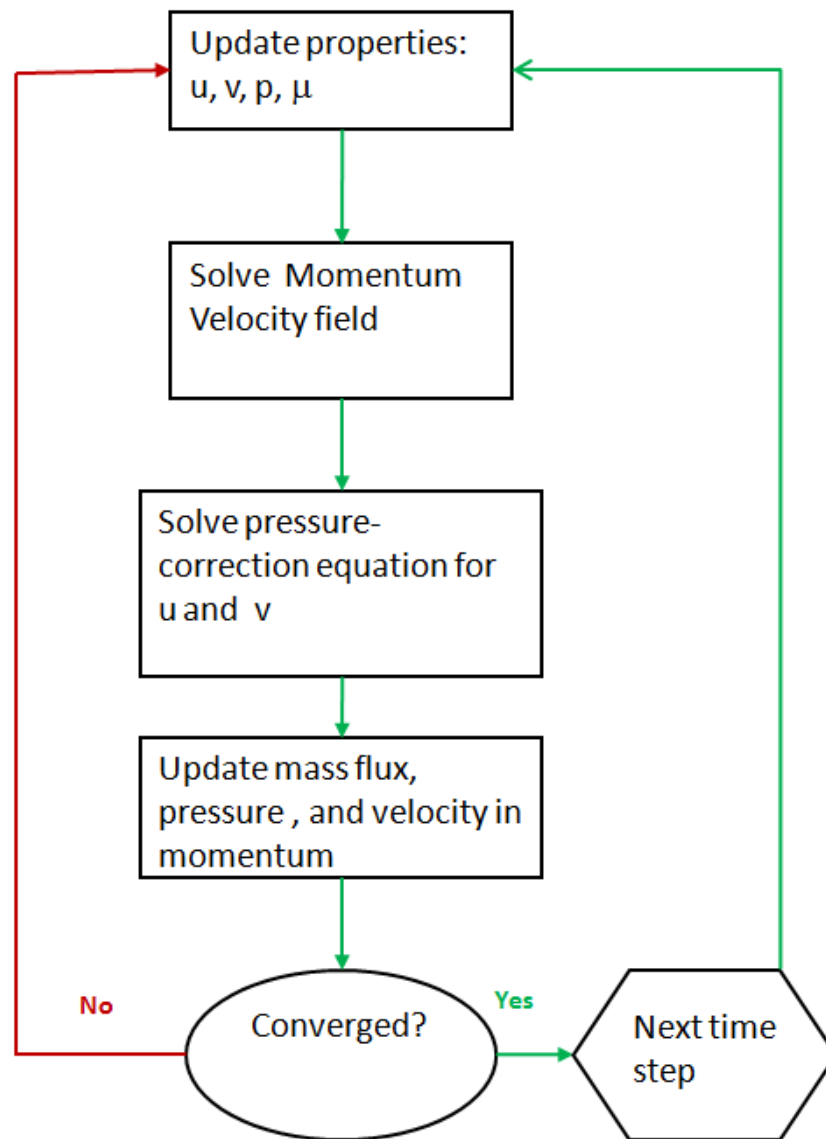 Update properties:
u, v, p, μ
Solve Momentum
Velocity field
Solve pressure-
correction equation for
u and v
Update mass flux,
pressure , and velocity in
momentum
No
Converged?
Yes
Next time
step